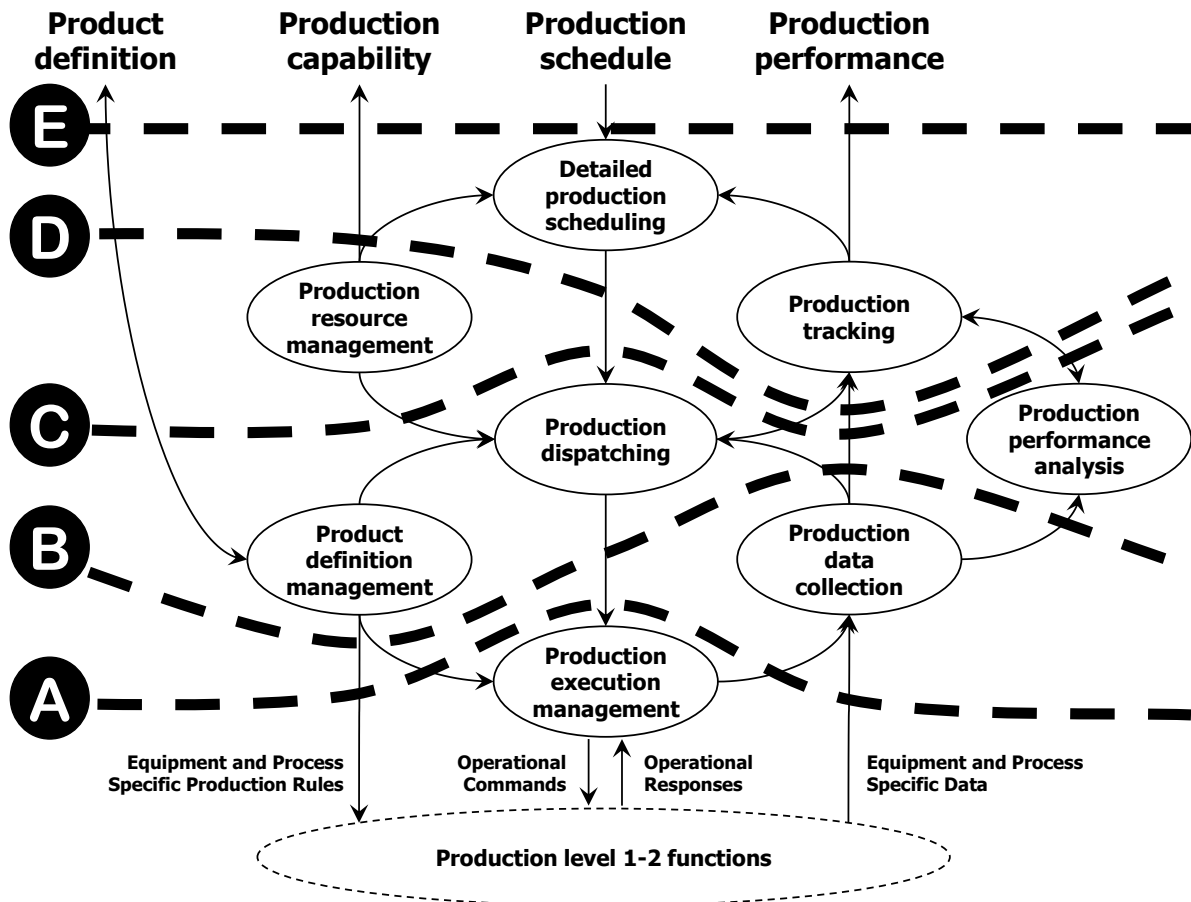 Product
definition
Production
capability
Production
schedule
Production
performance
E
Detailed
production
scheduling
D
Production
resource
management
Production
tracking
C
Production
dispatching
Production
performance
analysis
B
Product
definition
management
Production
data
collection
A
Production
execution
management
Equipment and Process
Specific Production Rules
Operational
Commands
Operational
Responses
Equipment and Process
Specific Data
Production level 1-2 functions